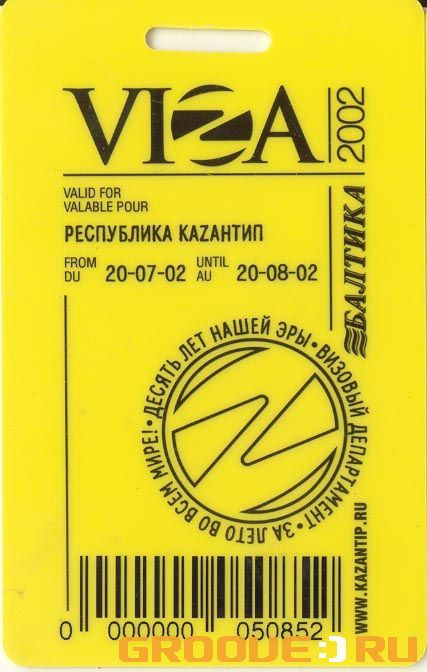 VIZA
2002
VALID FOR
VALABLE POUR
РЕСПУБЛИКА КАZАНТИП
FROM DU 20-07-02 UNTIL AU 20-08-02
БАЛТИКА
• ДЕСЯТЬ ЛЕТ НАШЕЙ ЭРЫ • ВИЗОВЫЙ ДЕПАРТАМЕНТ • ЗА ЛЕТО ВО ВСЕМ МИРЕ!
WWW.KAZANTIP.RU
0 000000 050852
GROOVE:).RU